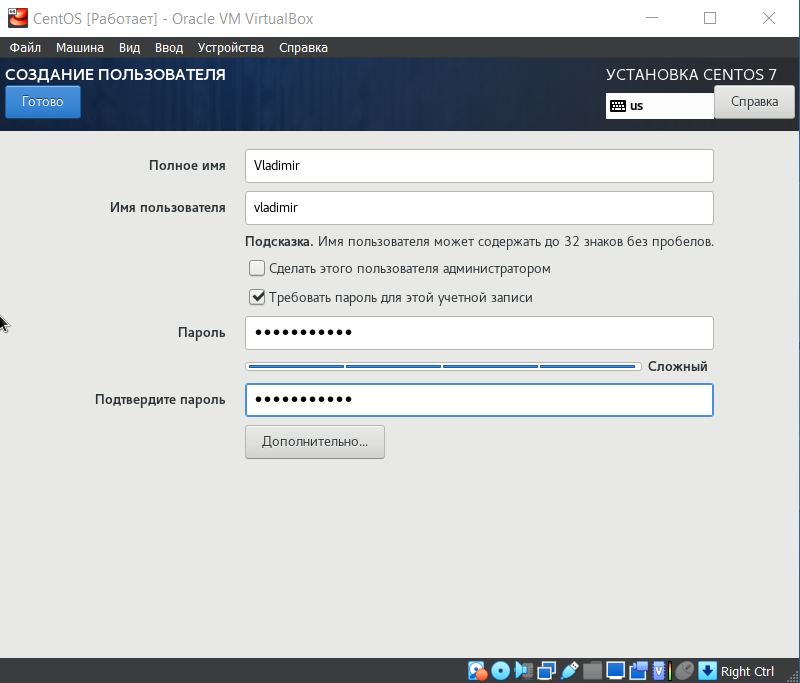 CentOS [Работает] - Oracle VM VirtualBox
Файл Машина Вид Ввод Устройства Справка
СОЗДАНИЕ ПОЛЬЗОВАТЕЛЯ
УСТАНОВКА CENTOS 7
Готово
us
Справка
Полное имя
Vladimir
Имя пользователя
vladimir
Подсказка. Имя пользователя может содержать до 32 знаков без пробелов.
Сделать этого пользователя администратором
Требовать пароль для этой учетной записи
Пароль
●●●●●●●●●●●
Сложный
Подтвердите пароль
●●●●●●●●●●●
Дополнительно...
Right Ctrl